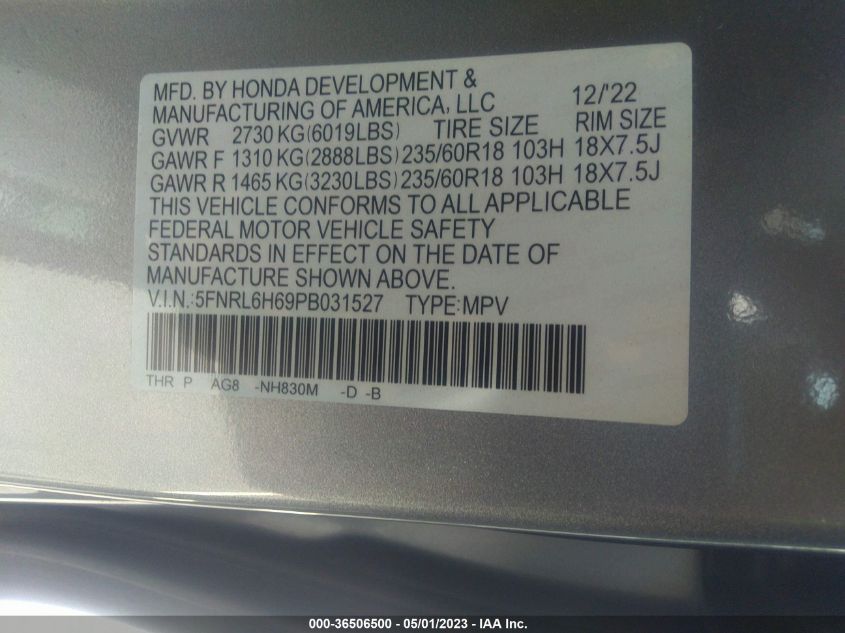 MFD. BY HONDA DEVELOPMENT &
MANUFACTURING OF AMERICA, LLC 12/'22
GVWR 2730 KG(6019LBS) TIRE SIZE RIM SIZE
GAWR F 1310 KG(2888LBS) 235/60R18 103H 18X7.5J
GAWR R 1465 KG(3230LBS) 235/60R18 103H 18X7.5J
THIS VEHICLE CONFORMS TO ALL APPLICABLE
FEDERAL MOTOR VEHICLE SAFETY
STANDARDS IN EFFECT ON THE DATE OF
MANUFACTURE SHOWN ABOVE.
V.I.N.:5FNRL6H69PB031527 TYPE:MPV
THR P AG8 -NH830M -D -B
000-36506500 - 05/01/2023 - IAA Inc.